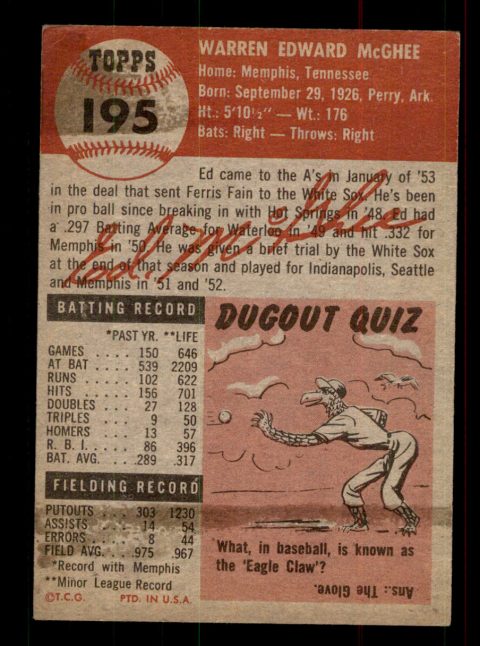 TOPPS
195
WARREN EDWARD McGHEE
Home: Memphis, Tennessee
Born: September 29, 1926, Perry, Ark.
Ht.: 5'10½" — Wt.: 176
Bats: Right — Throws: Right
Ed came to the A's in January of '53
in the deal that sent Ferris Fain to the White Sox. He's been
in pro ball since breaking in with Hot Springs in '48. Ed had
a .297 Batting Average for Waterloo in '49 and hit .332 for
Memphis in '50. He was given a brief trial by the White Sox
at the end of that season and played for Indianapolis, Seattle
and Memphis in '51 and '52.
Ed McGhee
BATTING RECORD
*PAST YR. **LIFE
GAMES .... 150 646
AT BAT .... 539 2209
RUNS .... 102 622
HITS .... 156 701
DOUBLES ... 27 128
TRIPLES ... 9 50
HOMERS ... 13 57
R. B. I. .... 86 396
BAT. AVG. .. .289 .317
FIELDING RECORD
PUTOUTS ... 303 1230
ASSISTS .... 14 54
ERRORS .... 8 44
FIELD AVG. .. .975 .967
*Record with Memphis
**Minor League Record
©T.C.G. PTD. IN U.S.A.
DUGOUT QUIZ
What, in baseball, is known as
the 'Eagle Claw'?
Ans.: The Glove.